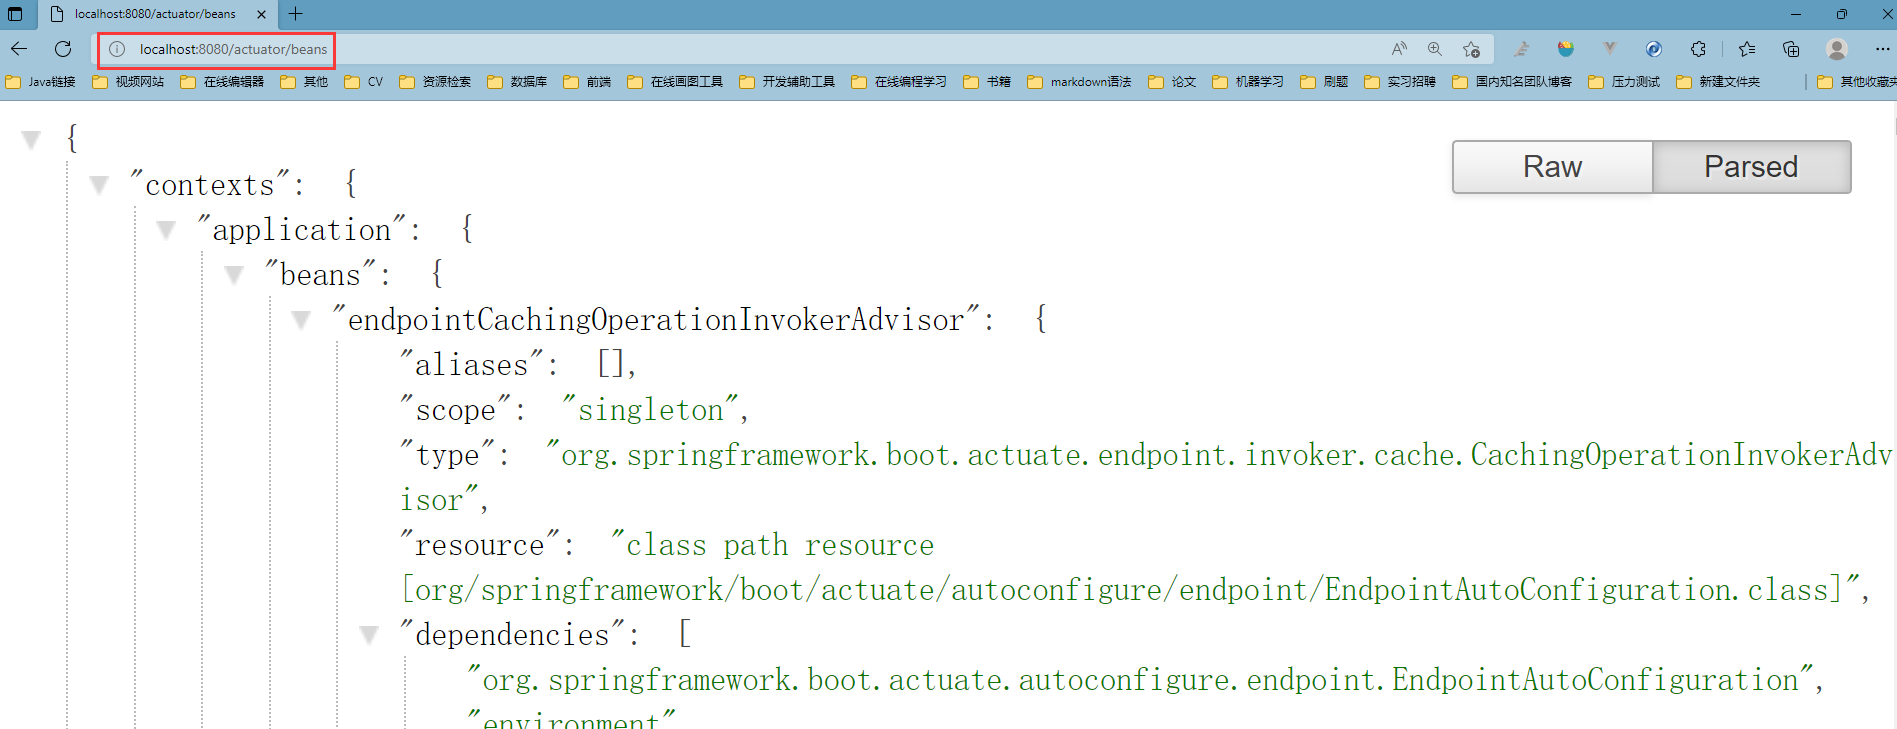 localhost:8080/actuator/beans
localhost:8080/actuator/beans
Java链接 视频网站 在线编辑器 其他 CV 资源检索 数据库 前端 在线画图工具 开发辅助工具 在线编程学习 书籍 markdown语法 论文 机器学习 刷题 实习招聘 国内知名团队博客 压力测试 新建文件夹 其他收藏夹
{
Raw Parsed
"contexts": {
"application": {
"beans": {
"endpointCachingOperationInvokerAdvisor": {
"aliases": [],
"scope": "singleton",
"type": "org.springframework.boot.actuate.endpoint.invoker.cache.CachingOperationInvokerAdv
isor",
"resource": "class path resource
[org/springframework/boot/actuate/autoconfigure/endpoint/EndpointAutoConfiguration.class]",
"dependencies": [
"org.springframework.boot.actuate.autoconfigure.endpoint.EndpointAutoConfiguration",
"environment"